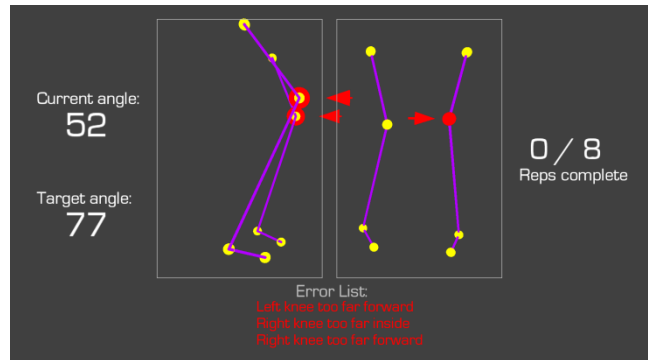 Current angle:
52
Target angle:
77
0 / 8
Reps complete
Error List:
Left knee too far forward
Right knee too far inside
Right knee too far forward